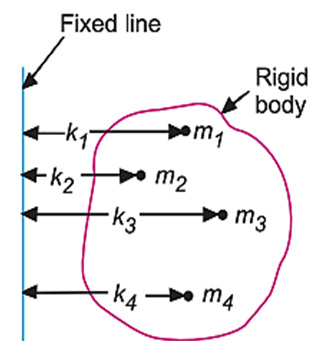 Fixed line
Rigid
body
k1 m1
k2 m2
k3 m3
k4 m4